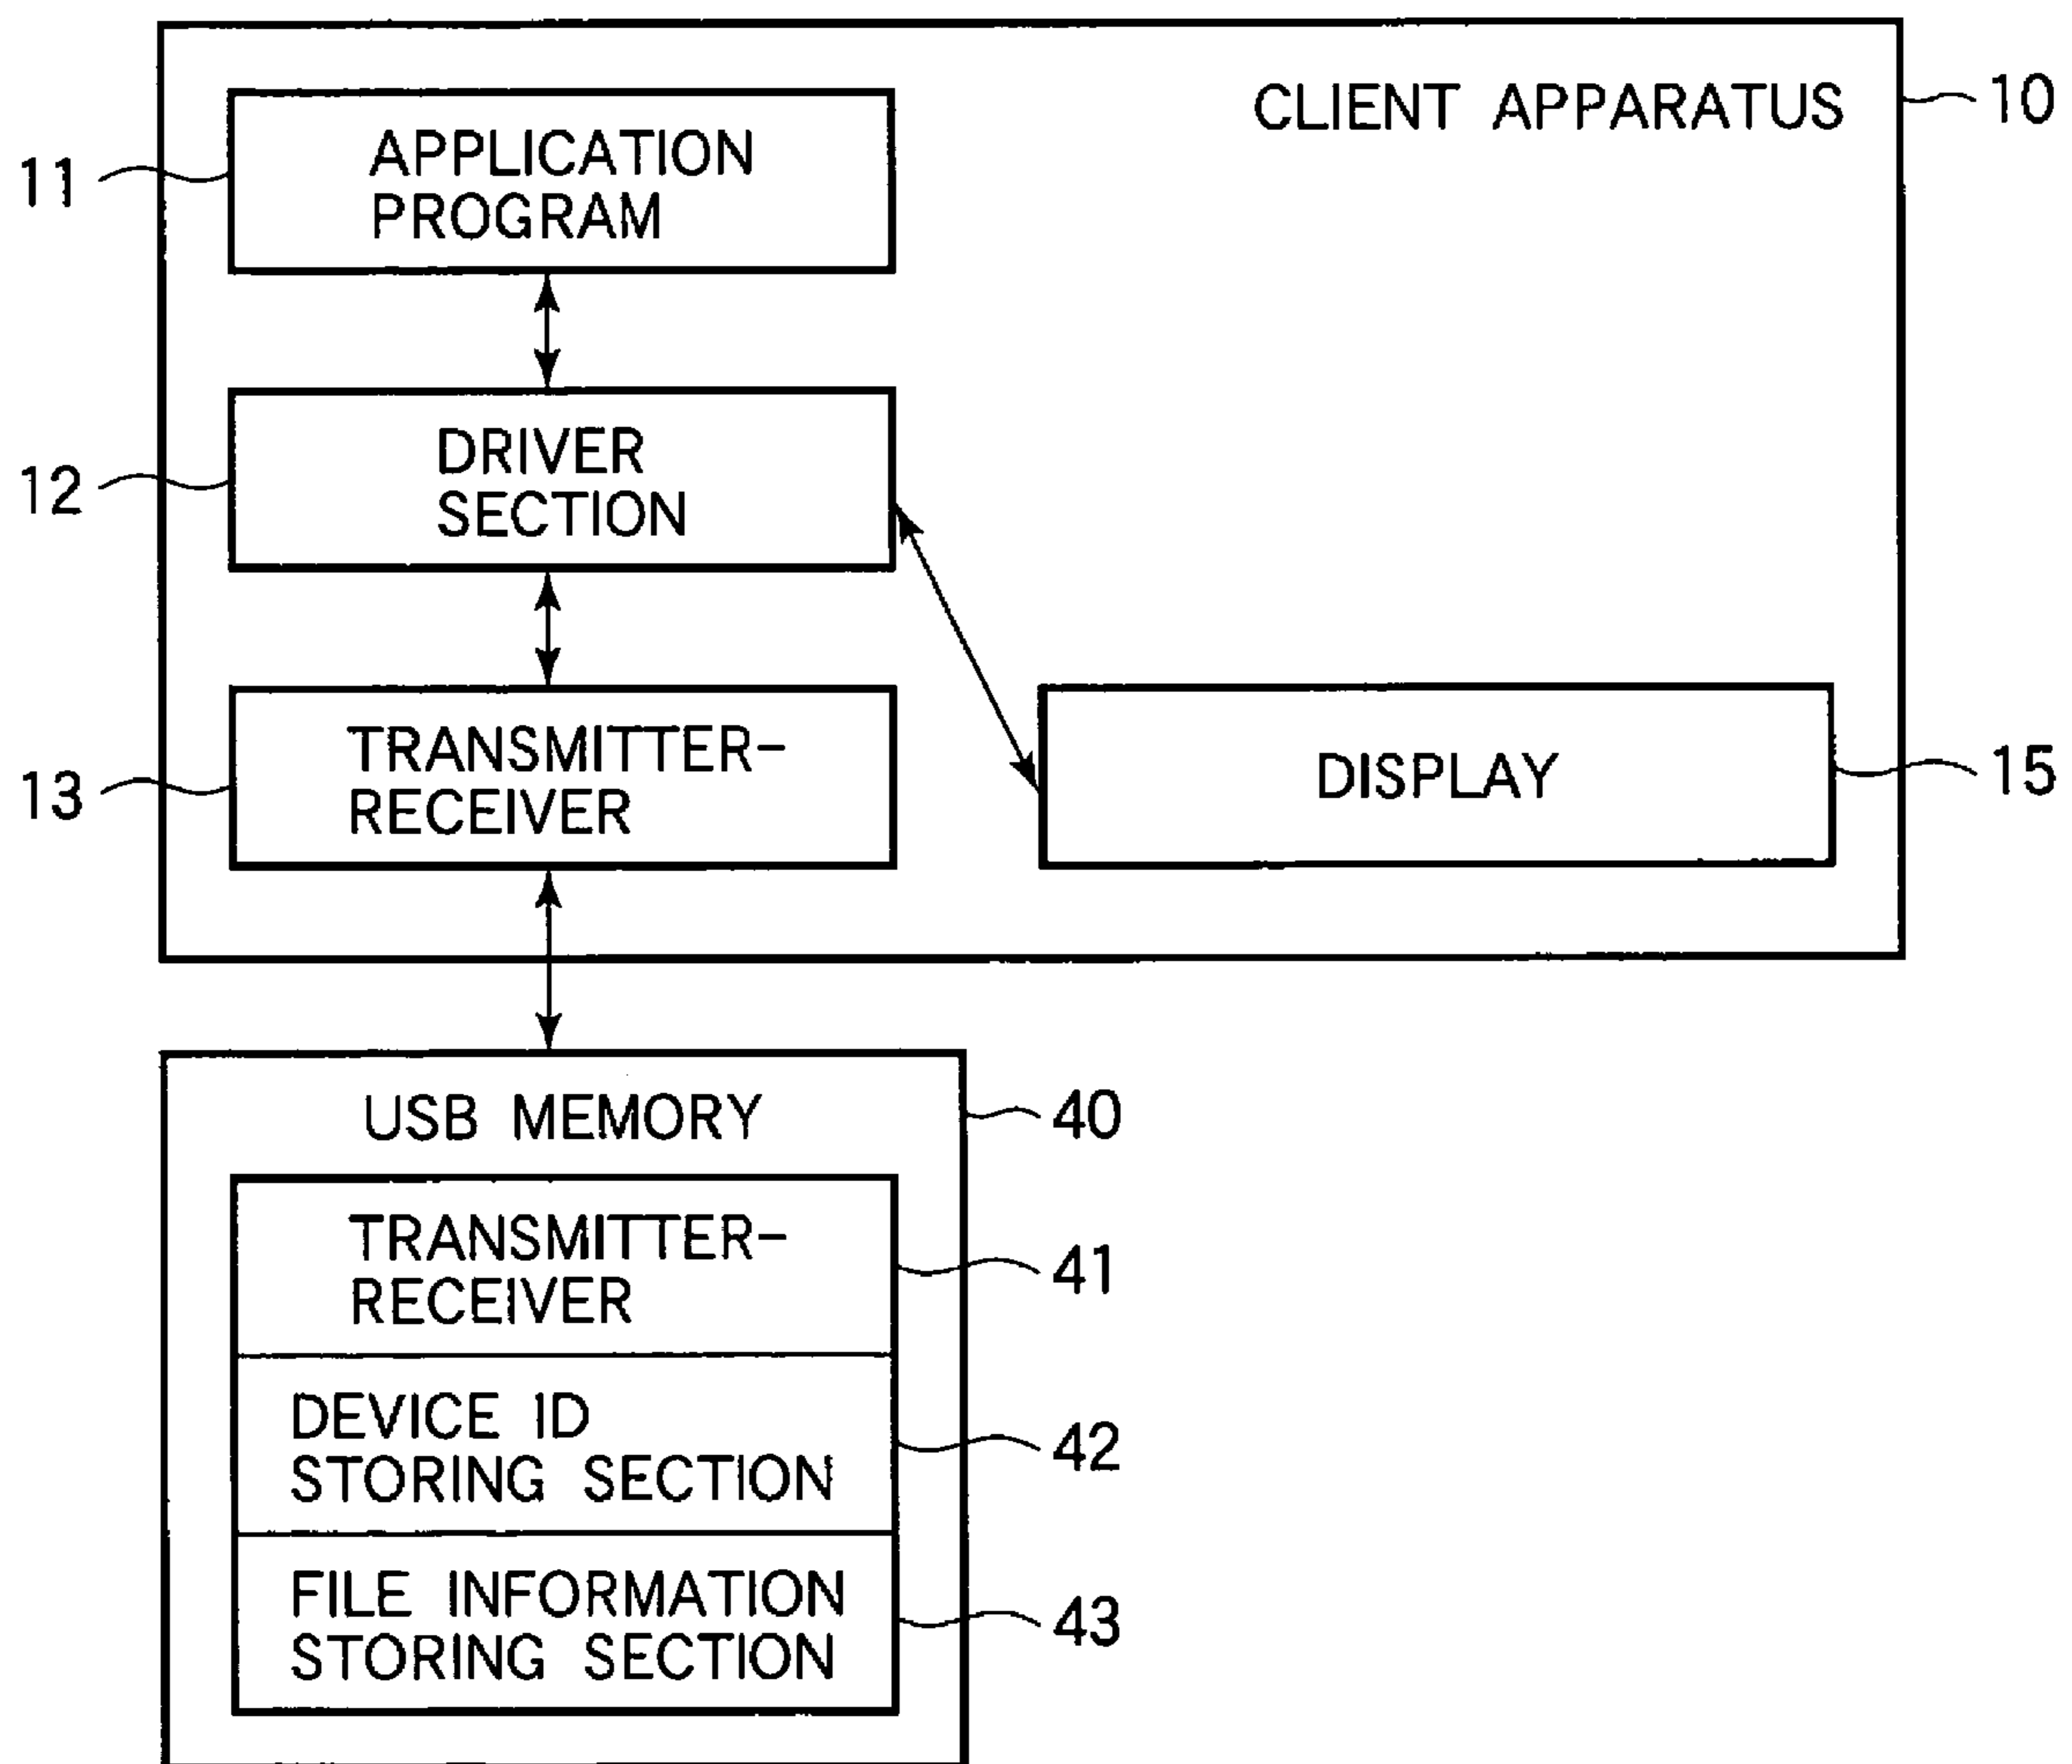 CLIENT APPARATUS
10
APPLICATION
PROGRAM
11
DRIVER
SECTION
12
TRANSMITTER-
RECEIVER
13
DISPLAY
15
USB MEMORY
40
TRANSMITTER-
RECEIVER
41
DEVICE ID
STORING SECTION
42
FILE INFORMATION
STORING SECTION
43